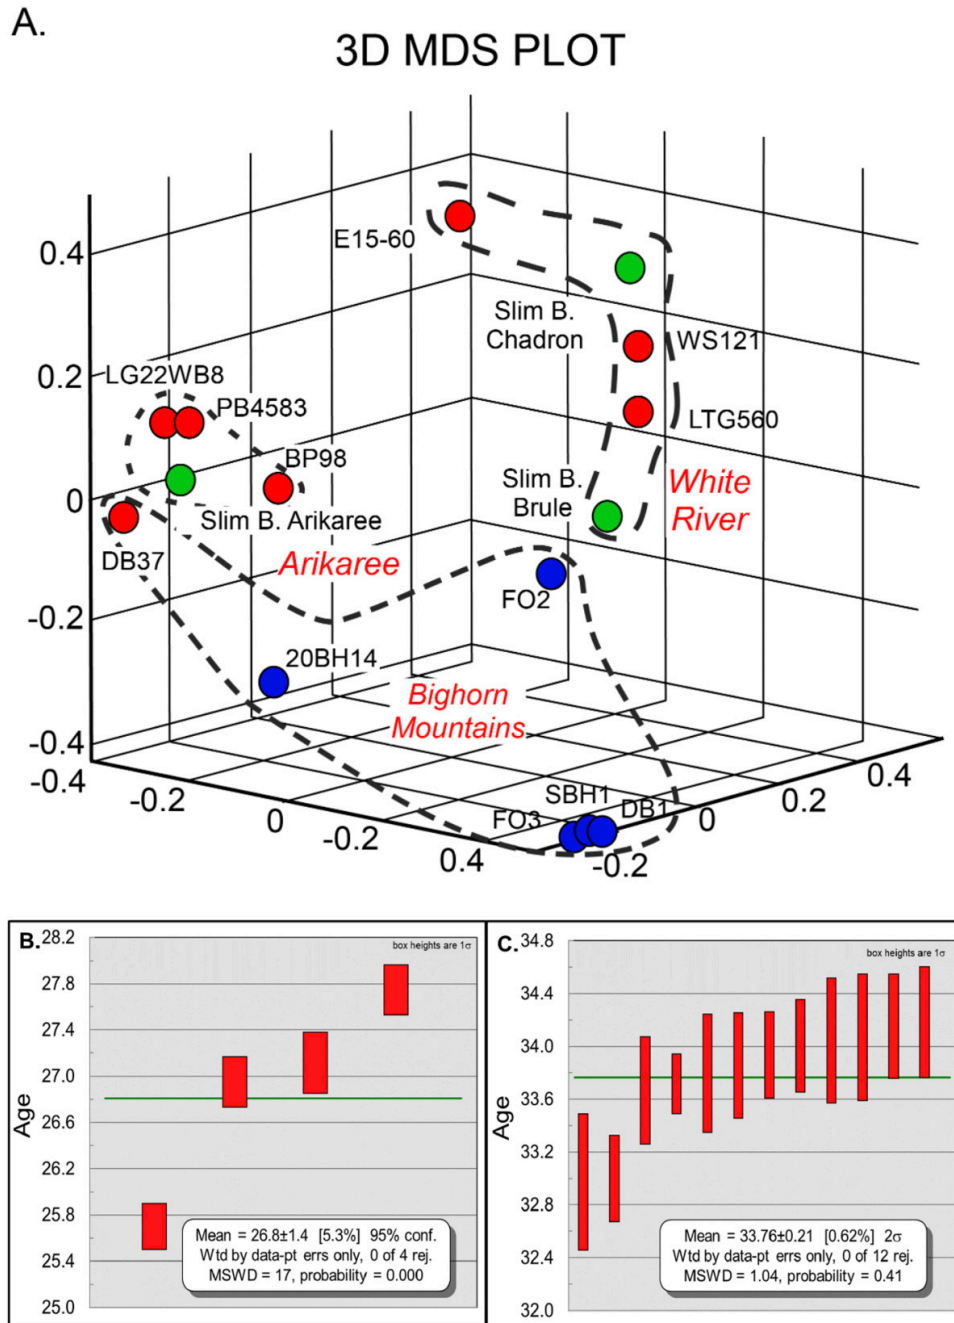 A.
3D MDS PLOT
0.4
0.2
0
-0.2
-0.4
E15-60
Slim B.
Chadron
WS121
LTG560
LG22WB8
PB4583
BP98
Slim B. Arikaree
DB37
Arikaree
Slim B.
Brule
White
River
FO2
20BH14
Bighorn
Mountains
SBH1
FO3
DB1
-0.4
-0.2
0
-0.2
0.4
-0.2
0
0.2
0.4
B.
box heights are 1σ
28.2
27.8
27.4
27.0
26.6
26.2
25.8
25.4
25.0
Age
Mean = 26.8±1.4 [5.3%] 95% conf.
Wtd by data-pt errs only, 0 of 4 rej.
MSWD = 17, probability = 0.000
C.
box heights are 1σ
34.8
34.4
34.0
33.6
33.2
32.8
32.4
32.0
Age
Mean = 33.76±0.21 [0.62%] 2σ
Wtd by data-pt errs only, 0 of 12 rej.
MSWD = 1.04, probability = 0.41